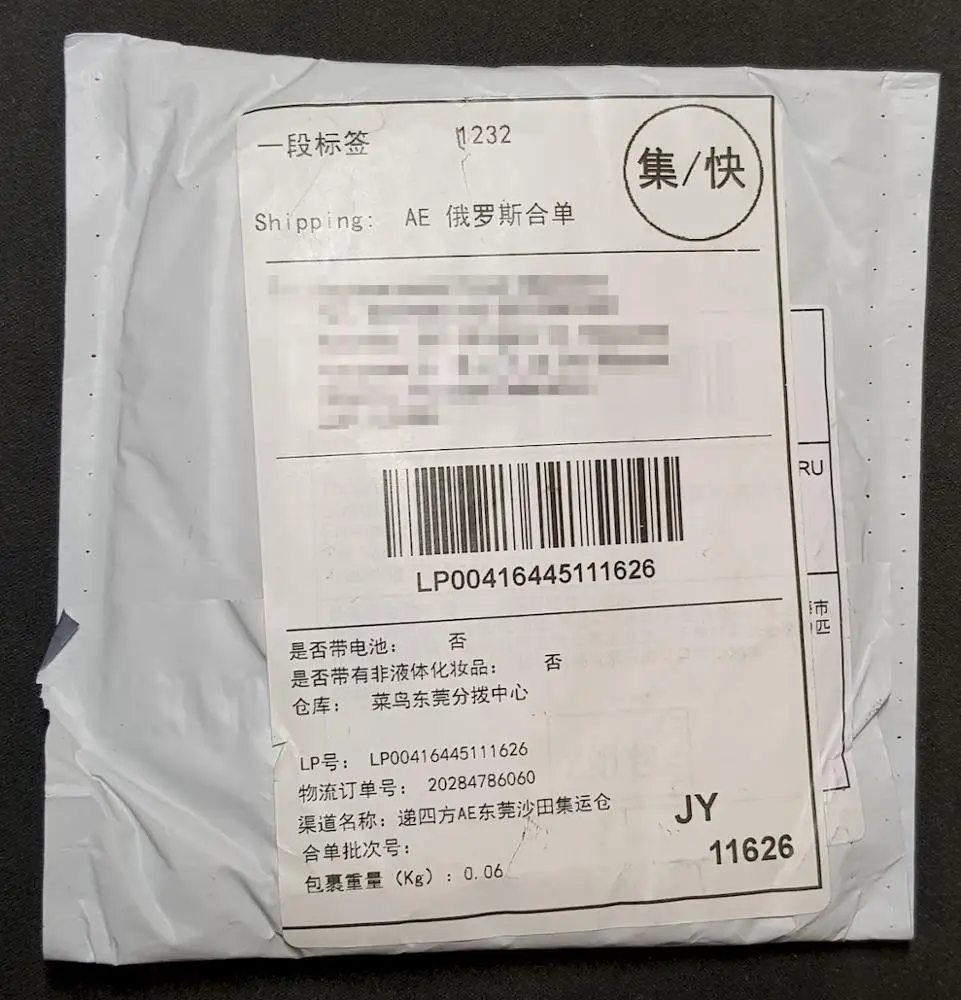 一段标签 1232
集/快
Shipping: AE 俄罗斯合单
RU
LP00416445111626
市
匹
是否带电池: 否
是否带有非液体化妆品: 否
仓库: 菜鸟东莞分拨中心
LP号: LP00416445111626
物流订单号: 20284786060
渠道名称: 递四方AE东莞沙田集运仓
JY
合单批次号:
11626
包裹重量 (Kg) : 0.06